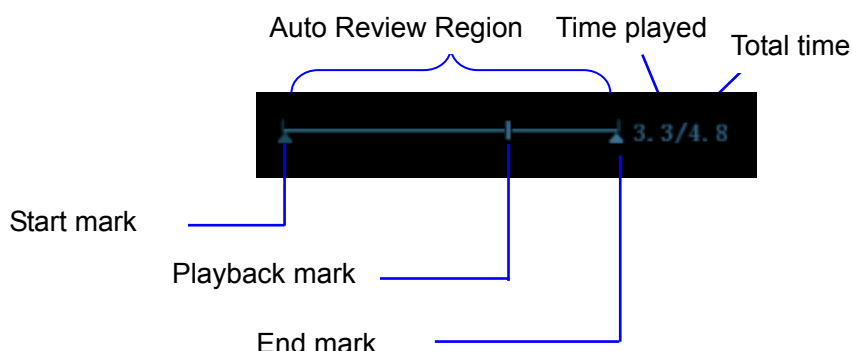 Auto Review Region
Time played
Total time
3.3/4.8
Start mark
Playback mark
End mark